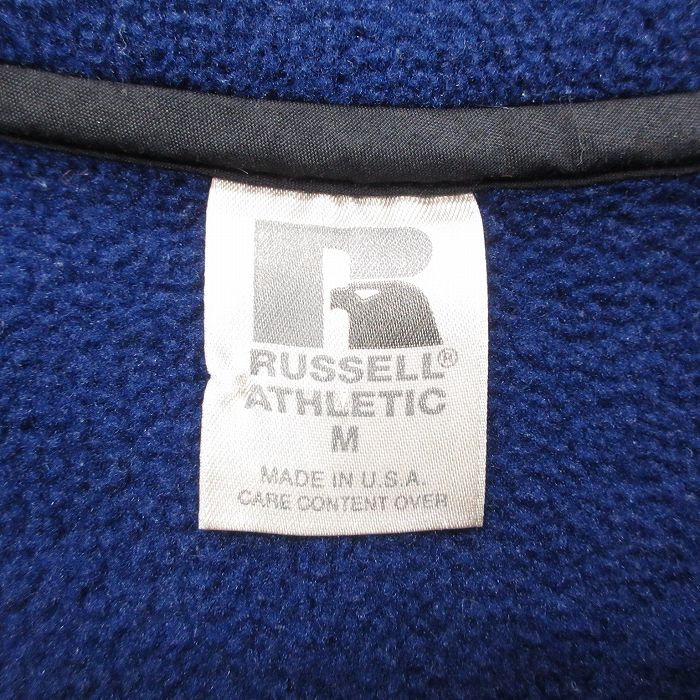 R
RUSSELL®
ATHLETIC
M
MADE IN U.S.A.
CARE CONTENT OVER